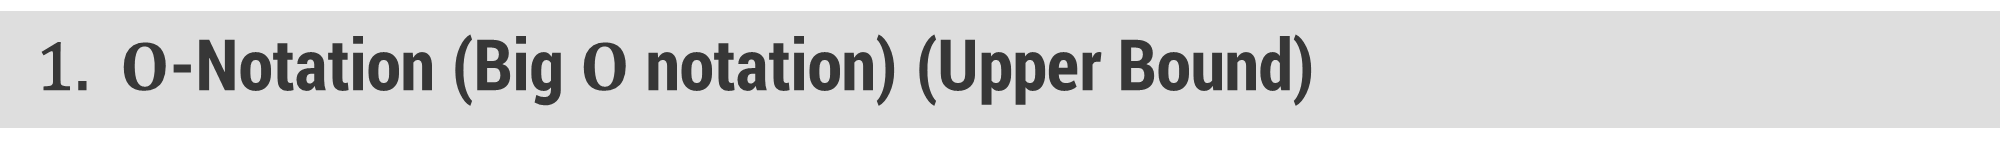 1. O-Notation (Big O notation) (Upper Bound)